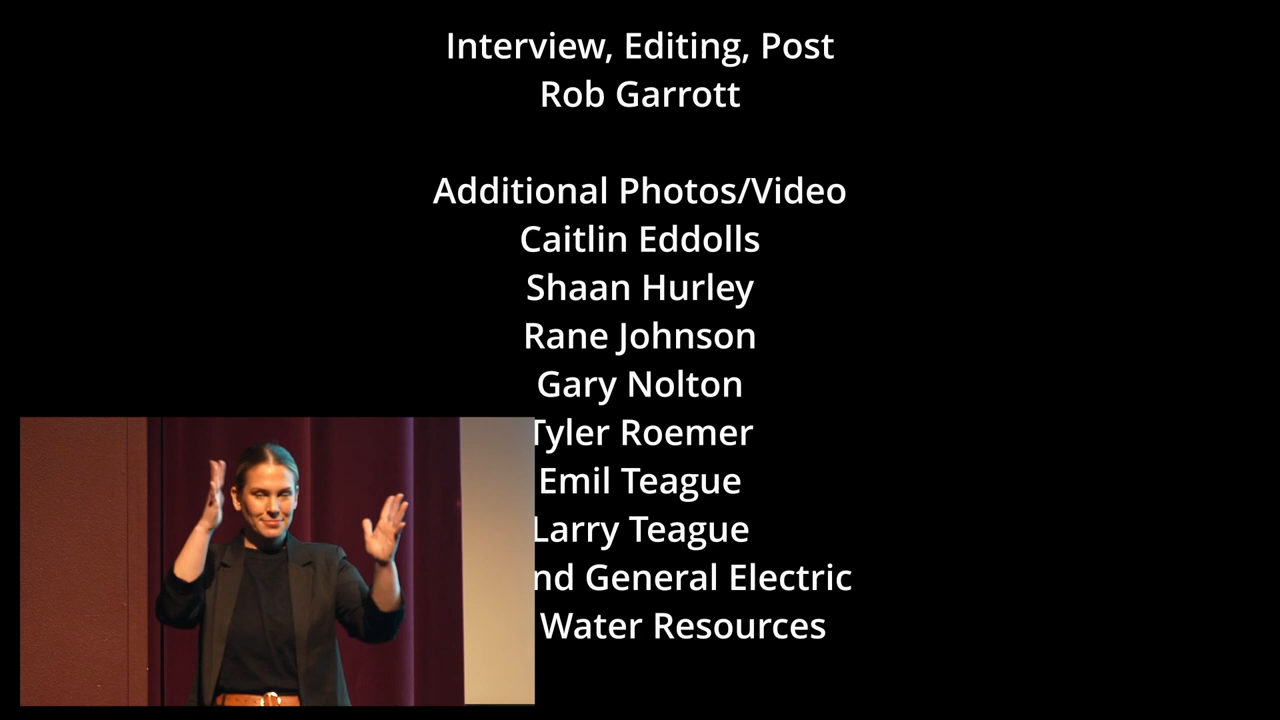 Interview, Editing, Post
Rob Garrott
Additional Photos/Video
Caitlin Eddolls
Shaan Hurley
Rane Johnson
Gary Nolton
Tyler Roemer
Emil Teague
Larry Teague
General Electric
Water Resources